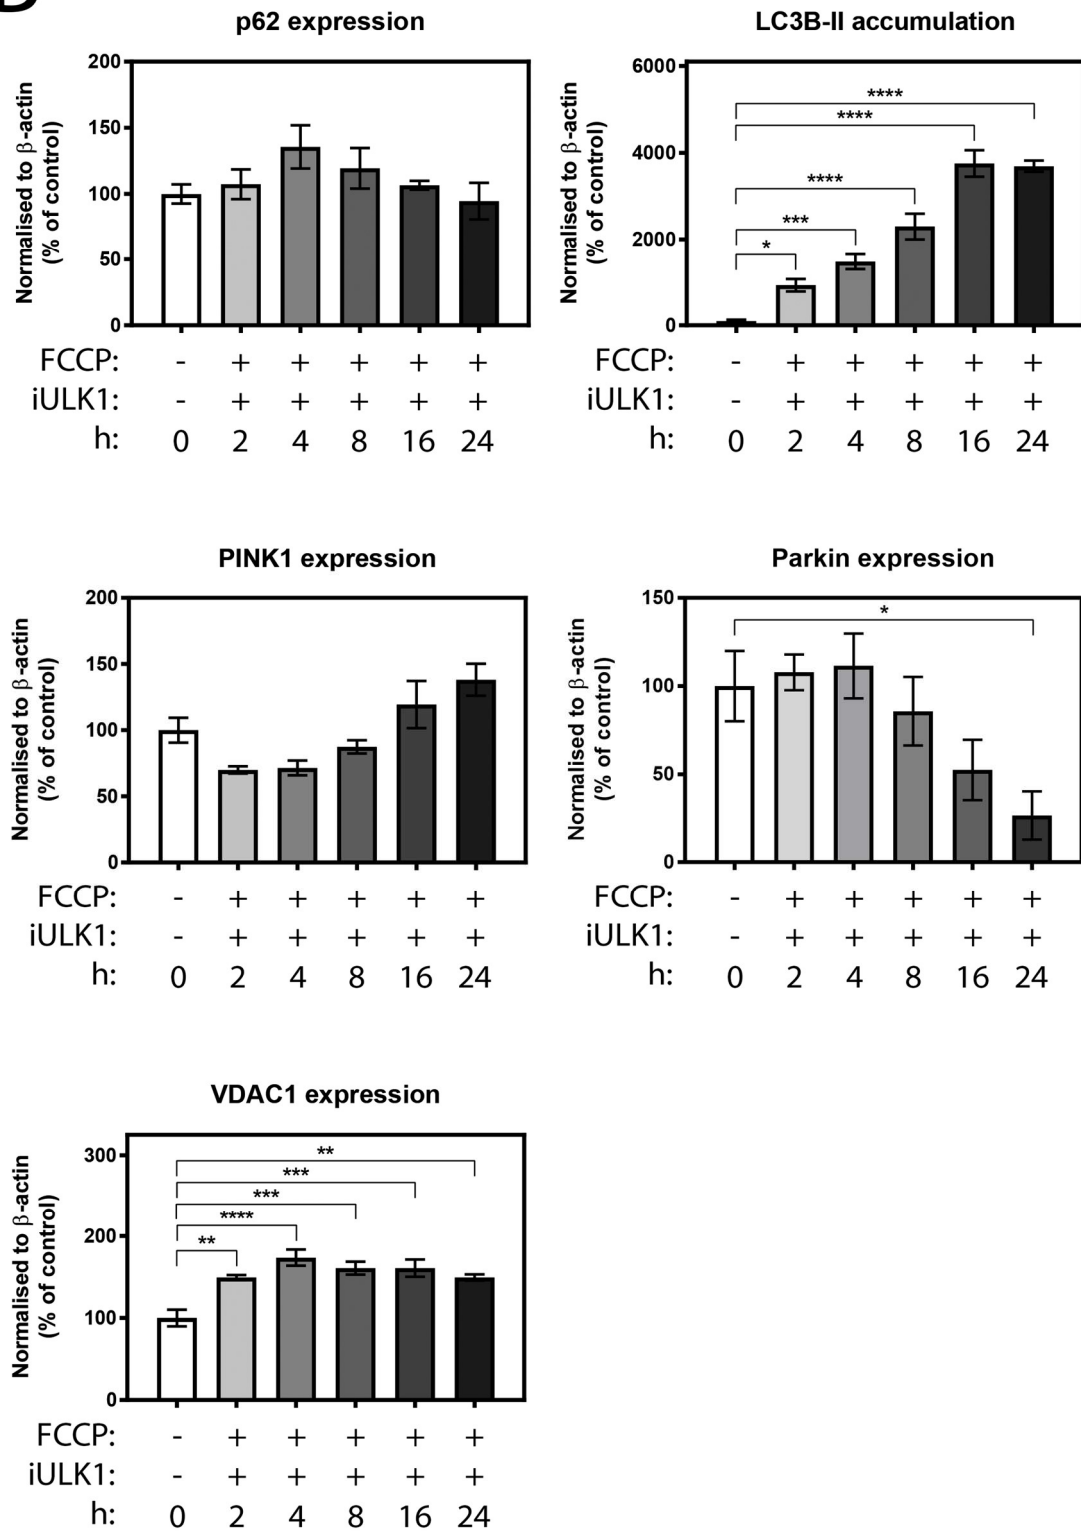 D
p62 expression
Normalised to β-actin
(% of control)
200
150
100
50
0
FCCP: - + + + + +
iULK1: - + + + + +
h: 0 2 4 8 16 24
LC3B-II accumulation
Normalised to β-actin
(% of control)
6000
4000
2000
0
****
****
****
***
*
FCCP: - + + + + +
iULK1: - + + + + +
h: 0 2 4 8 16 24
PINK1 expression
Normalised to β-actin
(% of control)
200
150
100
50
0
FCCP: - + + + + +
iULK1: - + + + + +
h: 0 2 4 8 16 24
Parkin expression
Normalised to β-actin
(% of control)
150
100
50
0
*
FCCP: - + + + + +
iULK1: - + + + + +
h: 0 2 4 8 16 24
VDAC1 expression
Normalised to β-actin
(% of control)
300
200
100
0
**
***
***
****
**
FCCP: - + + + + +
iULK1: - + + + + +
h: 0 2 4 8 16 24